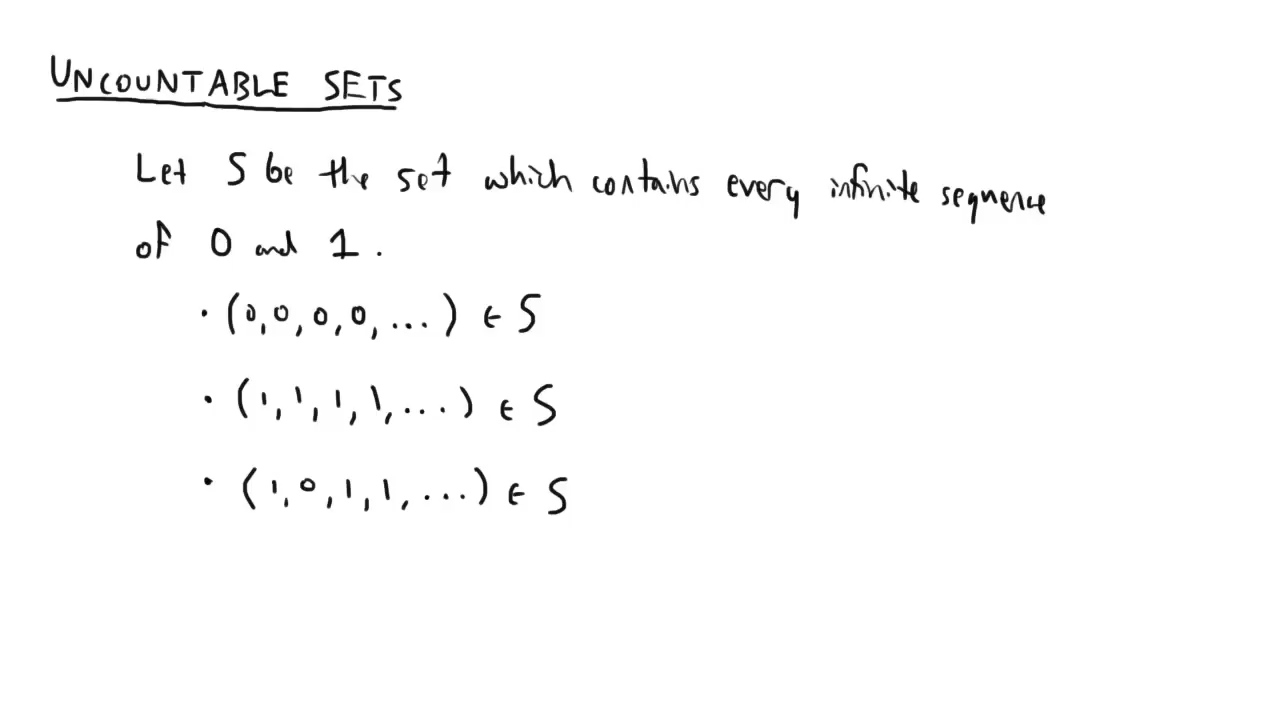 UNCOUNTABLE SETS
Let S be the set which contains every infinite sequence
of 0 and 1.
· (0,0,0,0,...) ∈ S
· (1,1,1,1,...) ∈ S
· (1,0,1,1,...) ∈ S